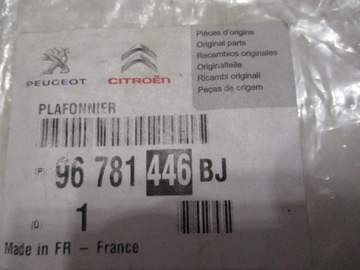 PEUGEOT
CITROËN
Pièces d'origine
Original parts
Recambios originales
Originalteile
Ricambi originali
Peças de origem
PLAFONNIER
(P) 96 781 446 BJ
(Q) 1
Made in FR - France